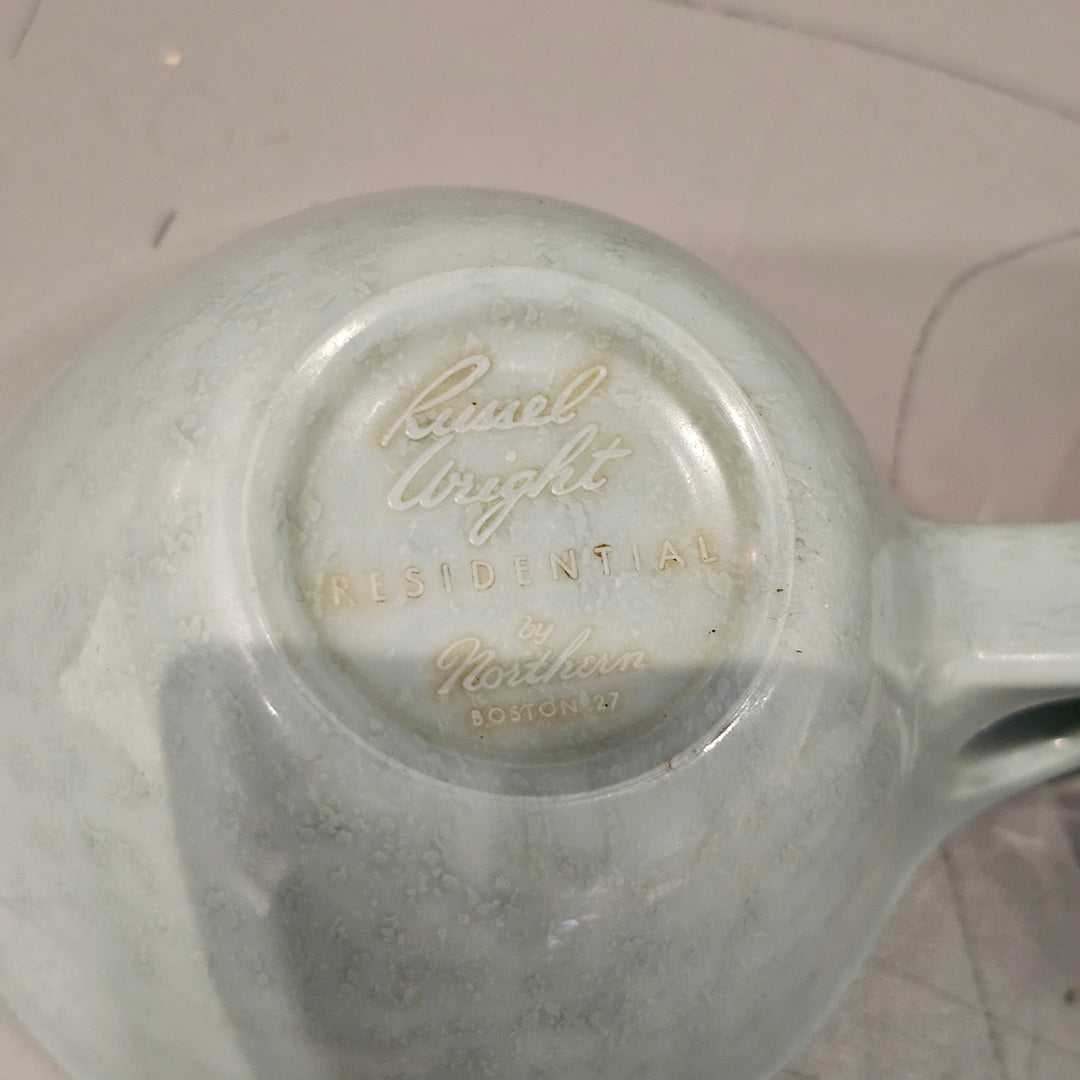 Russel
Wright
RESIDENTIAL
by
Northern
BOSTON 27